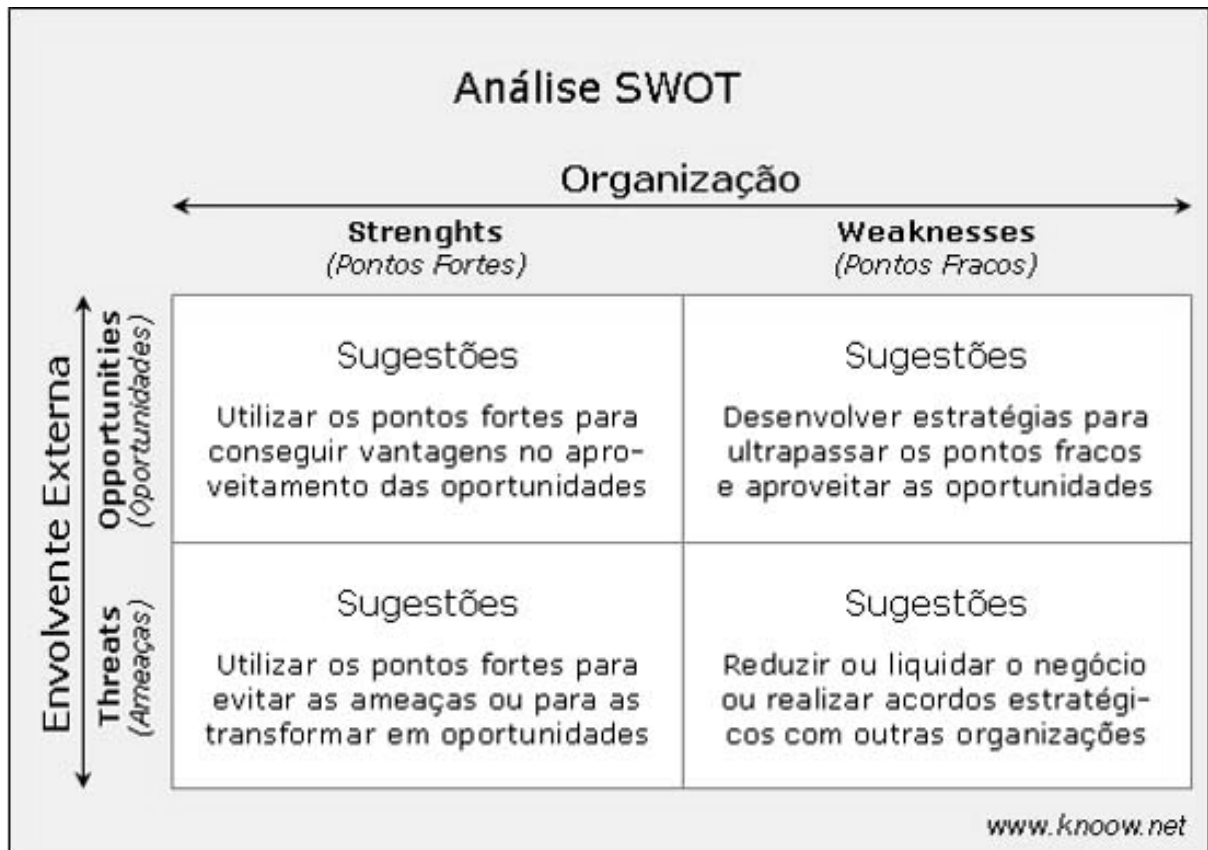 Análise SWOT
Organização
Strenghts
(Pontos Fortes)
Weaknesses
(Pontos Fracos)
Envolvente Externa
Opportunities
(Oportunidades)
Sugestões
Utilizar os pontos fortes para
conseguir vantagens no apro-
veitamento das oportunidades
Sugestões
Desenvolver estratégias para
ultrapassar os pontos fracos
e aproveitar as oportunidades
Threats
(Ameaças)
Sugestões
Utilizar os pontos fortes para
evitar as ameaças ou para as
transformar em oportunidades
Sugestões
Reduzir ou liquidar o negócio
ou realizar acordos estratégi-
cos com outras organizações
www.knoow.net